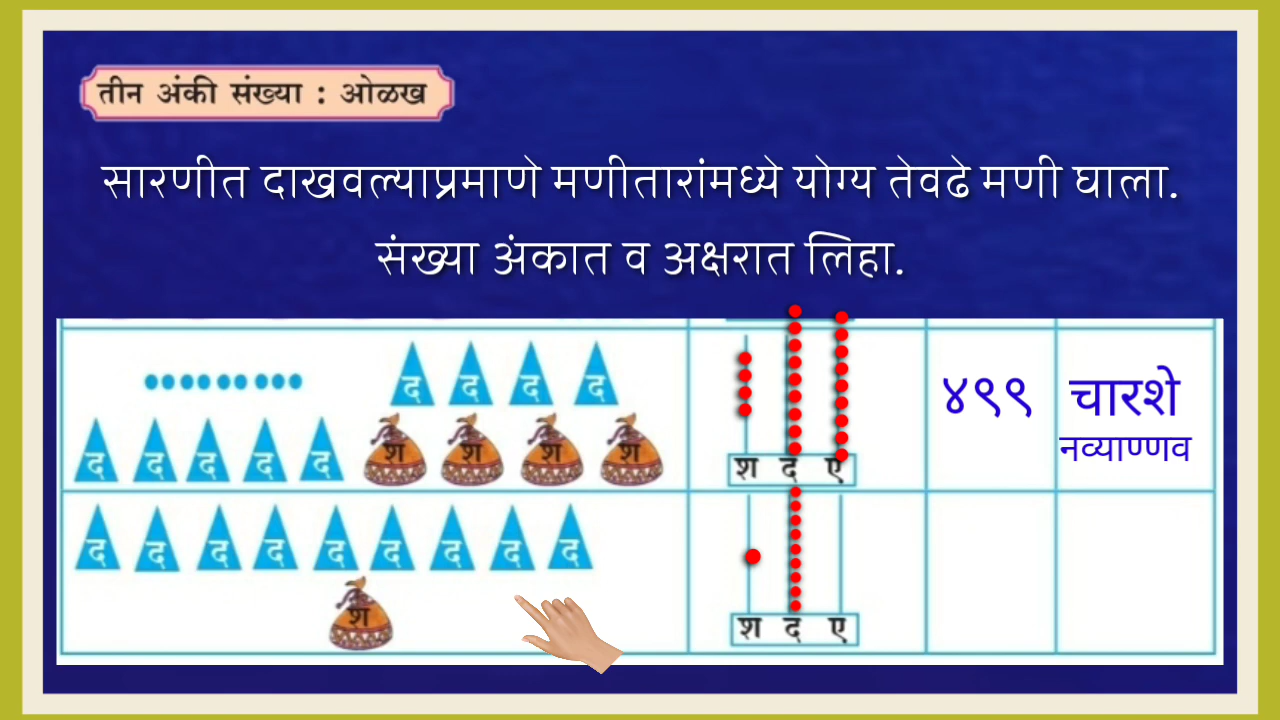 तीन अंकी संख्या : ओळख
सारणीत दाखवल्याप्रमाणे मणीतारांमध्ये योग्य तेवढे मणी घाला.
संख्या अंकात व अक्षरात लिहा.
द द द द
द द द द द श श श श
श द ए
४९९
चारशे
नव्याण्णव
द द द द द द द द द
श
श द ए